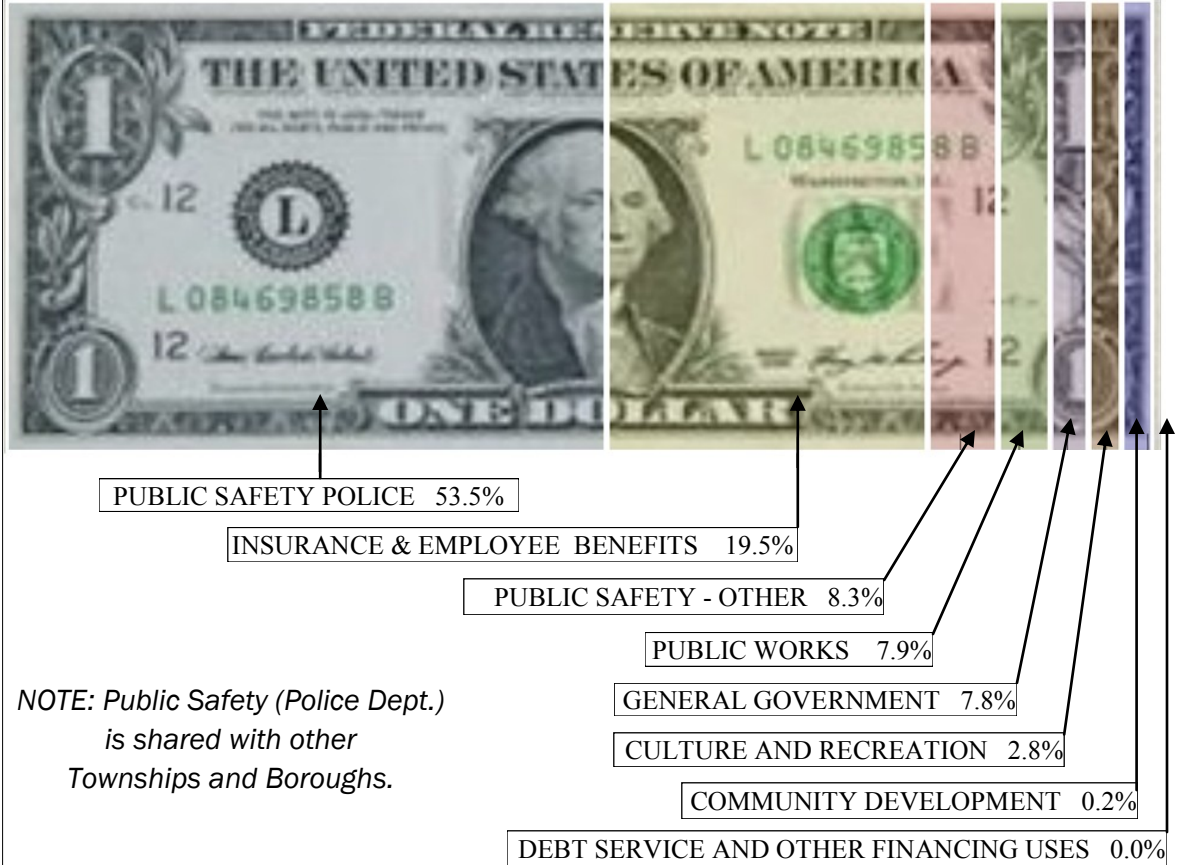 FEDERAL RESERVE NOTE
THE UNITED STATES OF AMERICA
L 08469858 B
12
12
L
L 08469858 B
12
12
1
1
ONE DOLLAR
PUBLIC SAFETY POLICE 53.5%
INSURANCE & EMPLOYEE BENEFITS 19.5%
PUBLIC SAFETY - OTHER 8.3%
PUBLIC WORKS 7.9%
GENERAL GOVERNMENT 7.8%
CULTURE AND RECREATION 2.8%
COMMUNITY DEVELOPMENT 0.2%
DEBT SERVICE AND OTHER FINANCING USES 0.0%
NOTE: Public Safety (Police Dept.)
is shared with other
Townships and Boroughs.